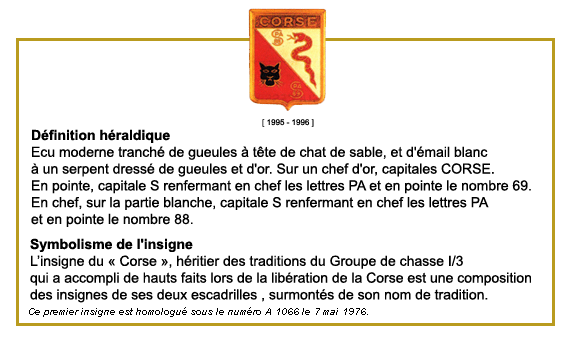 CORSE
[ 1995 - 1996 ]
Définition héraldique
Ecu moderne tranché de gueules à tête de chat de sable, et d'émail blanc
à un serpent dressé de gueules et d'or. Sur un chef d'or, capitales CORSE.
En pointe, capitale S renfermant en chef les lettres PA et en pointe le nombre 69.
En chef, sur la partie blanche, capitale S renfermant en chef les lettres PA
et en pointe le nombre 88.
Symbolisme de l'insigne
L'insigne du « Corse », héritier des traditions du Groupe de chasse I/3
qui a accompli de hauts faits lors de la libération de la Corse est une composition
des insignes de ses deux escadrilles , surmontés de son nom de tradition.
Ce premier insigne est homologué sous le numéro A 1066 le 7 mai 1976.